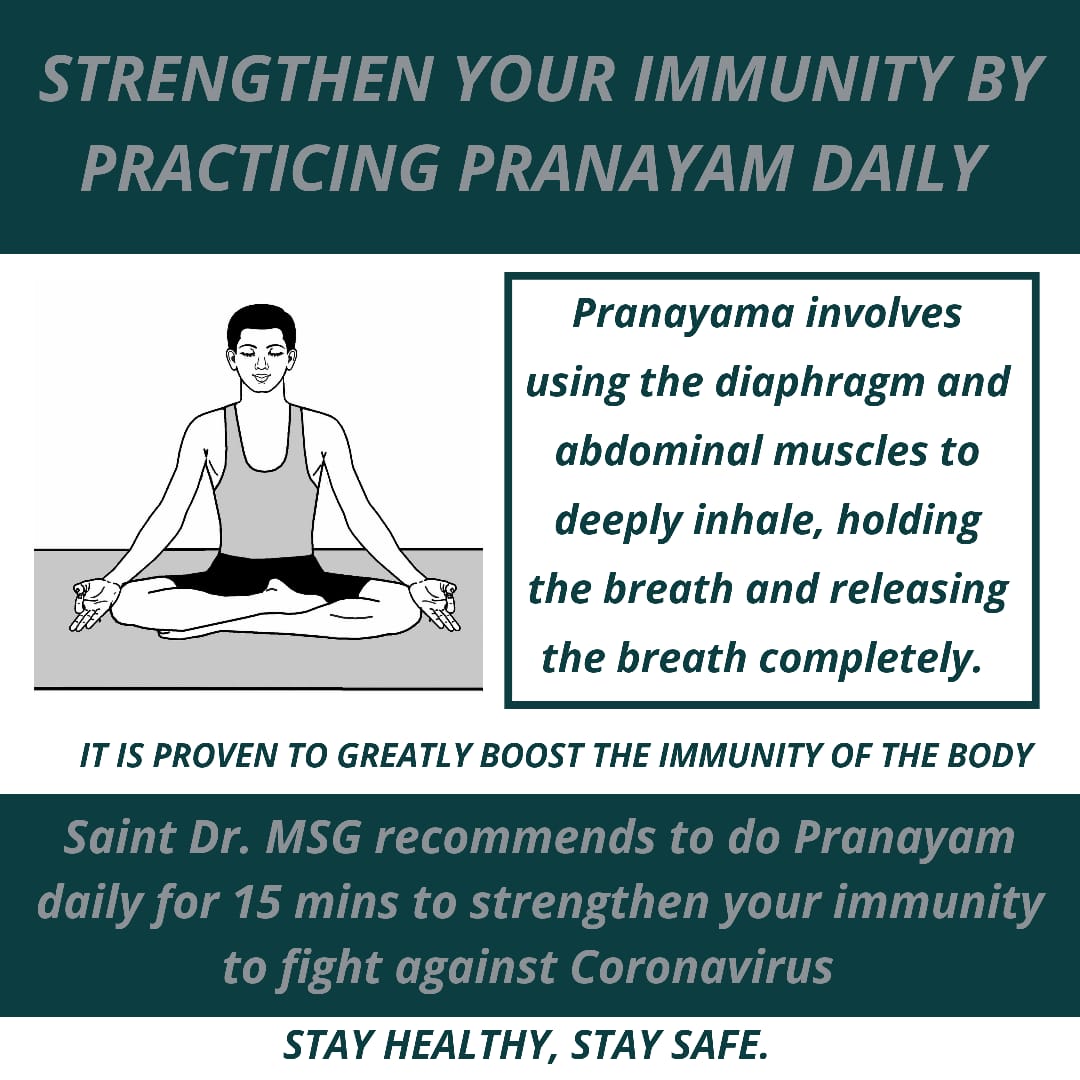 STRENGTHEN YOUR IMMUNITY BY
PRACTICING PRANAYAM DAILY
Pranayama involves
using the diaphragm and
abdominal muscles to
deeply inhale, holding
the breath and releasing
the breath completely.
IT IS PROVEN TO GREATLY BOOST THE IMMUNITY OF THE BODY
Saint Dr. MSG recommends to do Pranayam
daily for 15 mins to strengthen your immunity
to fight against Coronavirus
STAY HEALTHY, STAY SAFE.